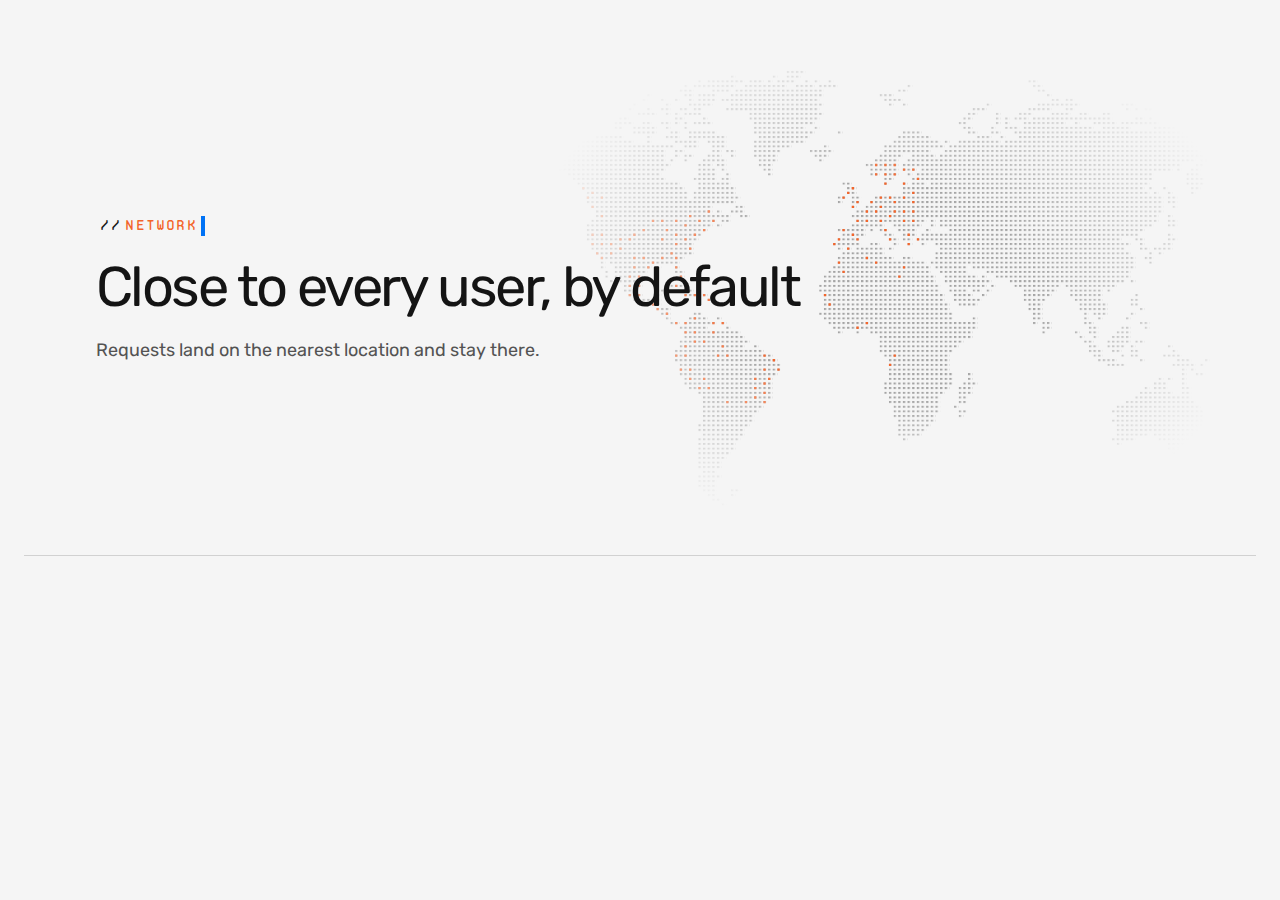 // NETWORK
Close to every user, by default
Requests land on the nearest location and stay there.